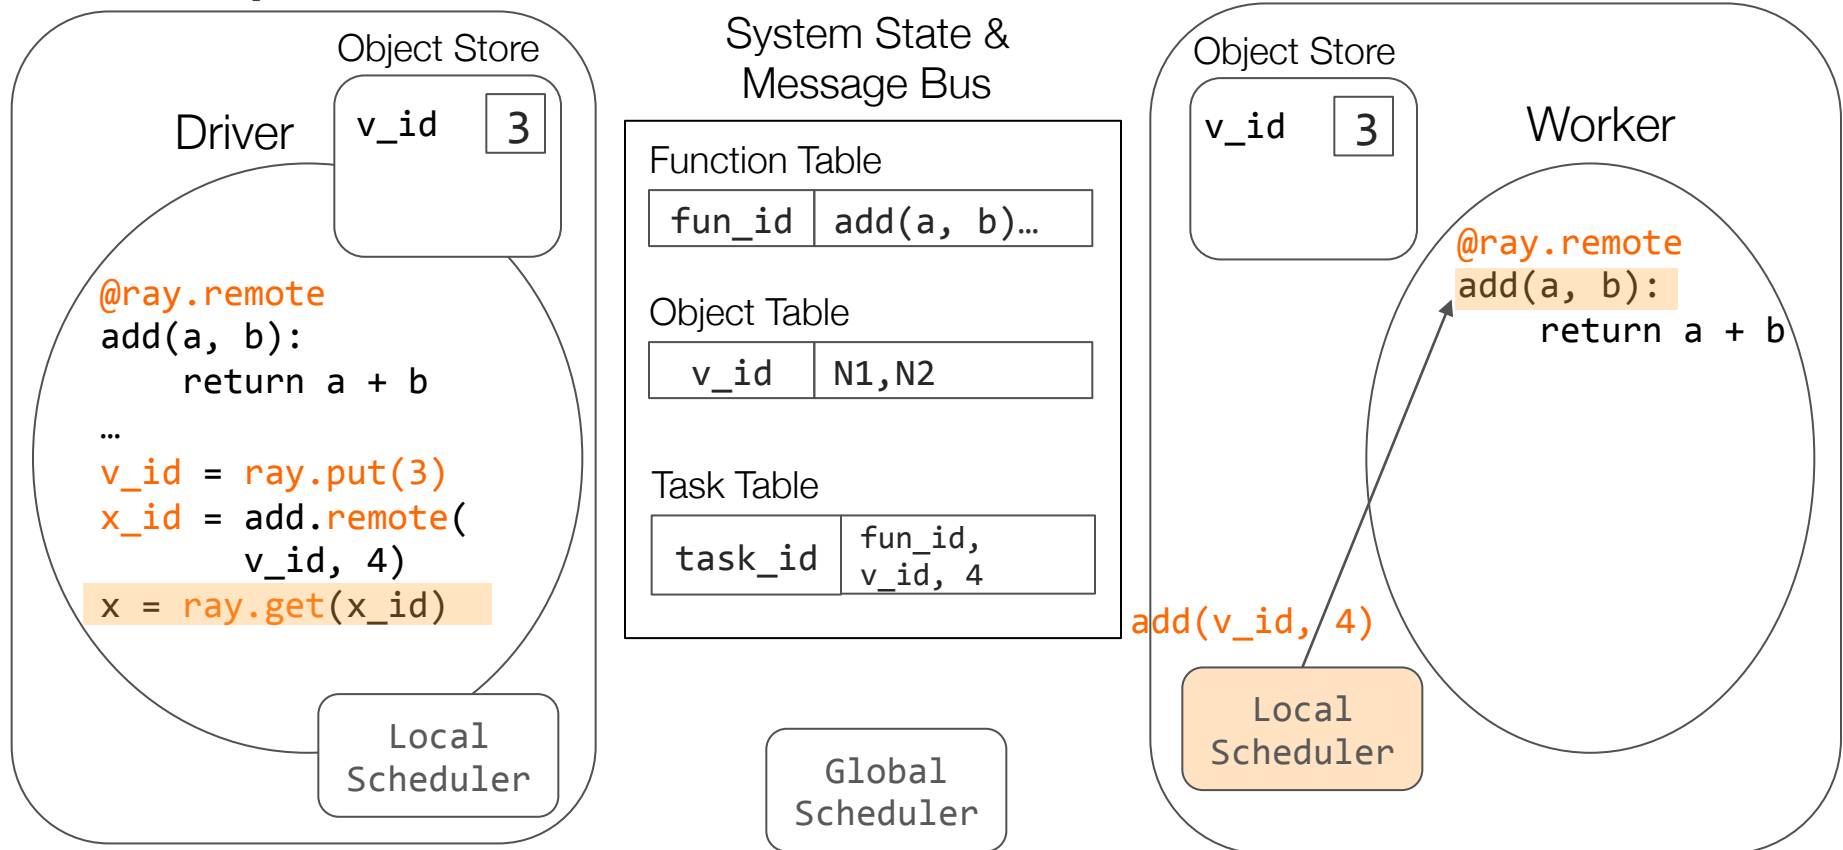 Object Store
v_id 3
Driver
@ray.remote
add(a, b):
return a + b
…
v_id = ray.put(3)
x_id = add.remote(
v_id, 4)
x = ray.get(x_id)
Local
Scheduler
System State &
Message Bus
Function Table
fun_id add(a, b)…
Object Table
v_id N1,N2
Task Table
task_id fun_id,
v_id, 4
Global
Scheduler
Object Store
v_id 3
Worker
@ray.remote
add(a, b):
return a + b
add(v_id, 4)
Local
Scheduler